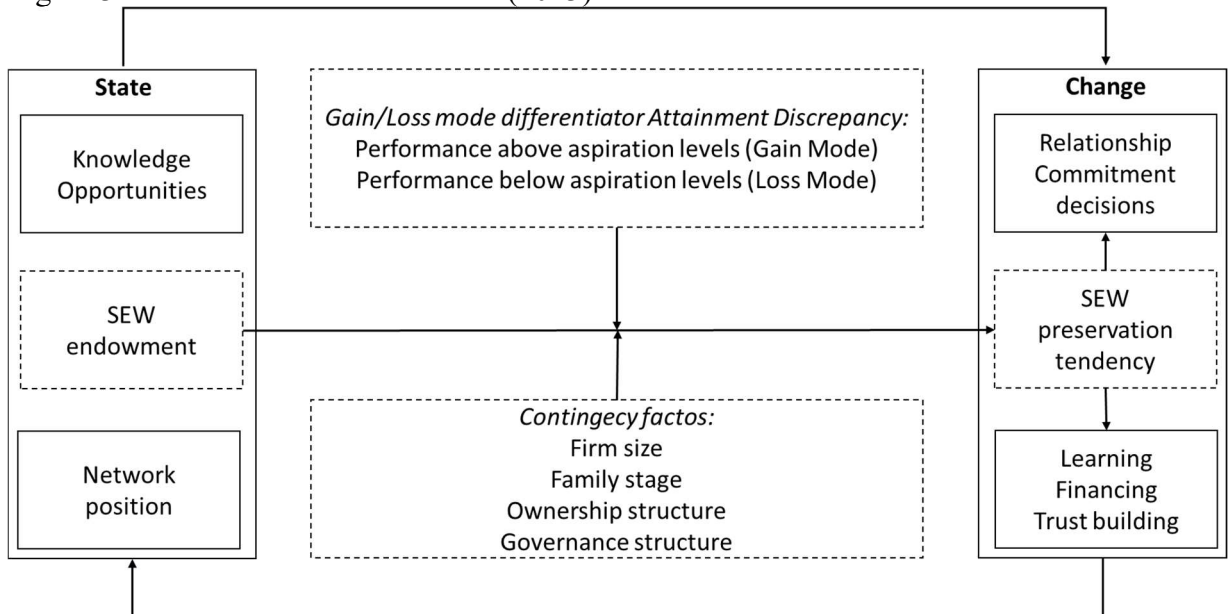 State
Knowledge
Opportunities
SEW
endowment
Network
position
Gain/Loss mode differentiator Attainment Discrepancy:
Performance above aspiration levels (Gain Mode)
Performance below aspiration levels (Loss Mode)
Contingecy factos:
Firm size
Family stage
Ownership structure
Governance structure
Change
Relationship
Commitment
decisions
SEW
preservation
tendency
Learning
Financing
Trust building